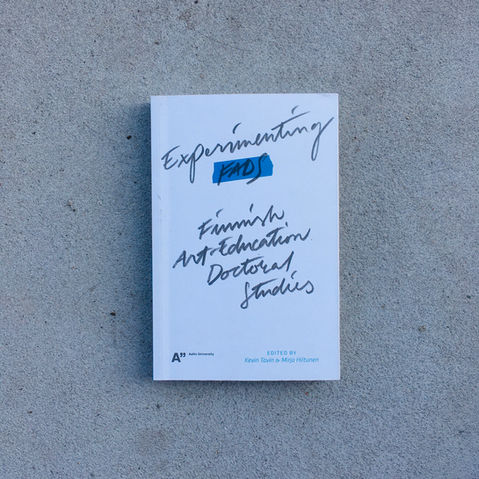 Experimenting
FADS
Finnish
Art Education
Doctoral
Studies
A"
Aalto University
EDITED BY
Kevin Tavin & Mirja Hiltunen